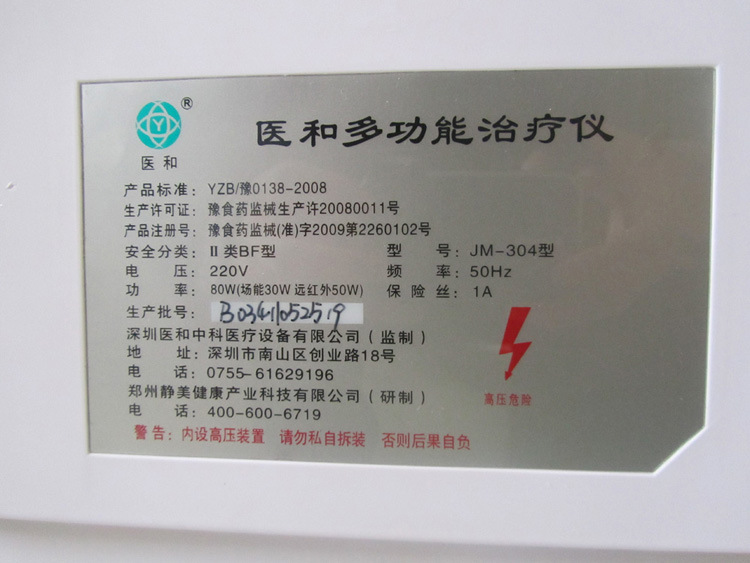 Y
®
医和
医和多功能治疗仪
产品标准：YZB/豫0138-2008
生产许可证：豫食药监械生产许20080011号
产品注册号：豫食药监械(准)字2009第2260102号
安全分类：II 类BF型 型 号：JM-304型
电 压：220V 频 率：50Hz
功 率：80W(场能30W 远红外50W) 保 险 丝：1A
生产批号：B03411052519
深圳医和中科医疗设备有限公司（监制）
地 址：深圳市南山区创业路18号
电 话：0755-61629196
郑州静美健康产业科技有限公司（研制）
电 话：400-600-6719
高压危险
警告：内设高压装置 请勿私自拆装 否则后果自负